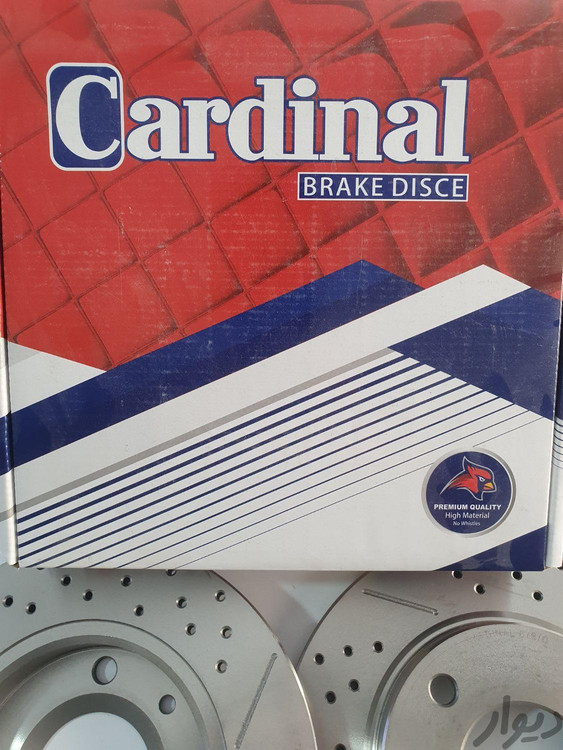 Cardinal
BRAKE DISCE
PREMIUM QUALITY
High Material
No Whistles
دیوار